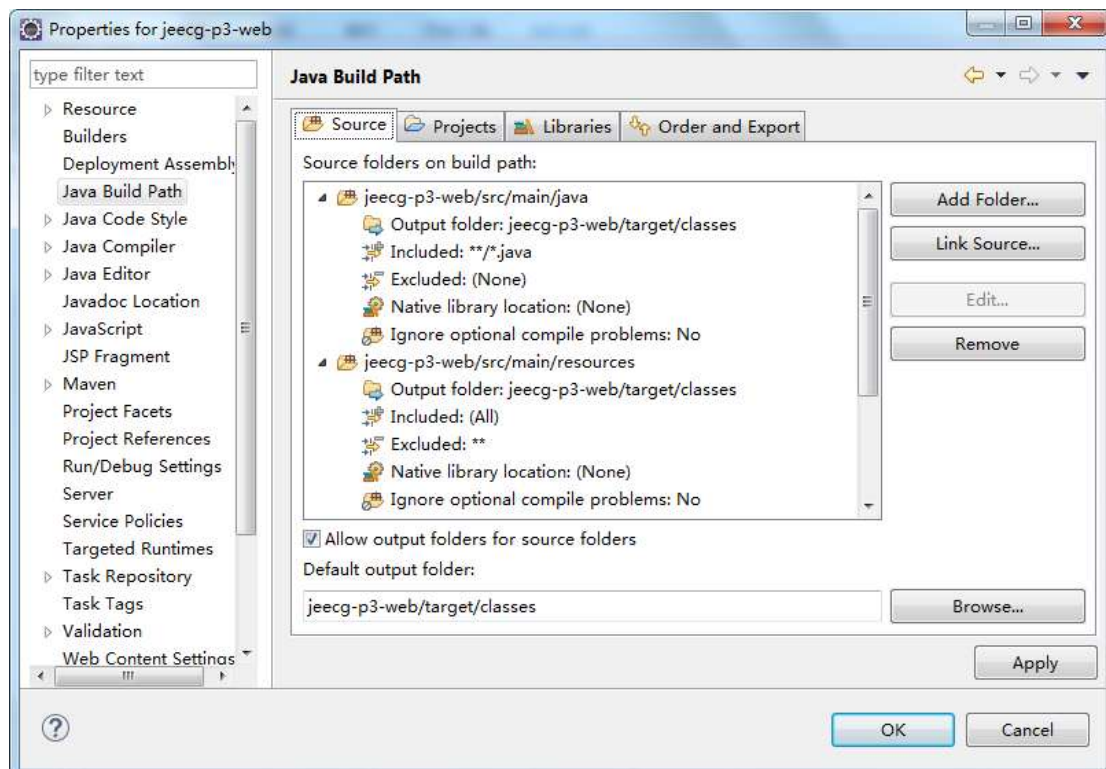 Properties for jeecg-p3-web
type filter text
Resource
Builders
Deployment Assembly
Java Build Path
Java Code Style
Java Compiler
Java Editor
Javadoc Location
JavaScript
JSP Fragment
Maven
Project Facets
Project References
Run/Debug Settings
Server
Service Policies
Targeted Runtimes
Task Repository
Task Tags
Validation
Web Content Settings
Java Build Path
Source
Projects
Libraries
Order and Export
Source folders on build path:
jeecg-p3-web/src/main/java
Output folder: jeecg-p3-web/target/classes
Included: **/*.java
Excluded: (None)
Native library location: (None)
Ignore optional compile problems: No
jeecg-p3-web/src/main/resources
Output folder: jeecg-p3-web/target/classes
Included: (All)
Excluded: **
Native library location: (None)
Ignore optional compile problems: No
Add Folder...
Link Source...
Edit...
Remove
Allow output folders for source folders
Default output folder:
jeecg-p3-web/target/classes
Browse...
Apply
OK
Cancel